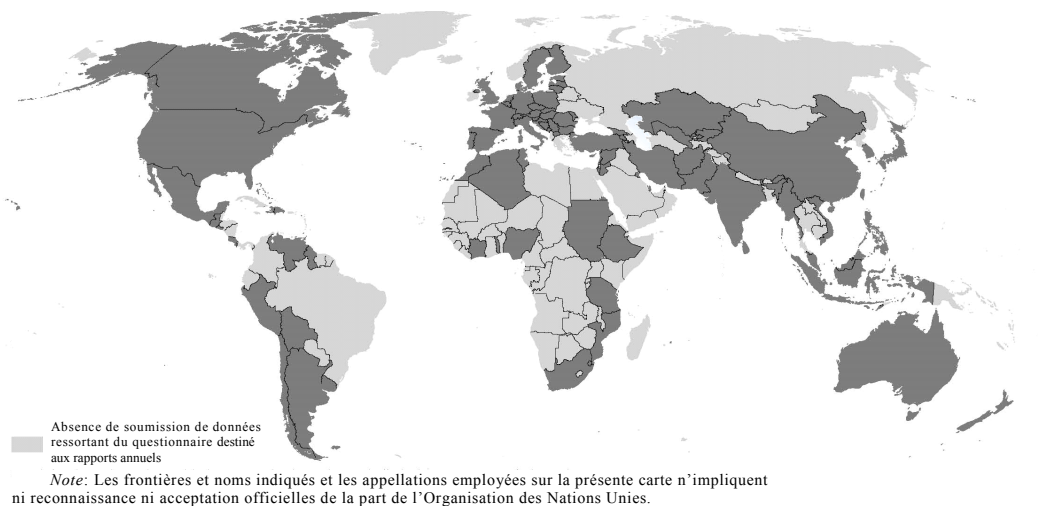 Absence de soumission de données
ressortant du questionnaire destiné
aux rapports annuels
Note: Les frontières et noms indiqués et les appellations employées sur la présente carte n’impliquent
ni reconnaissance ni acceptation officielles de la part de l’Organisation des Nations Unies.